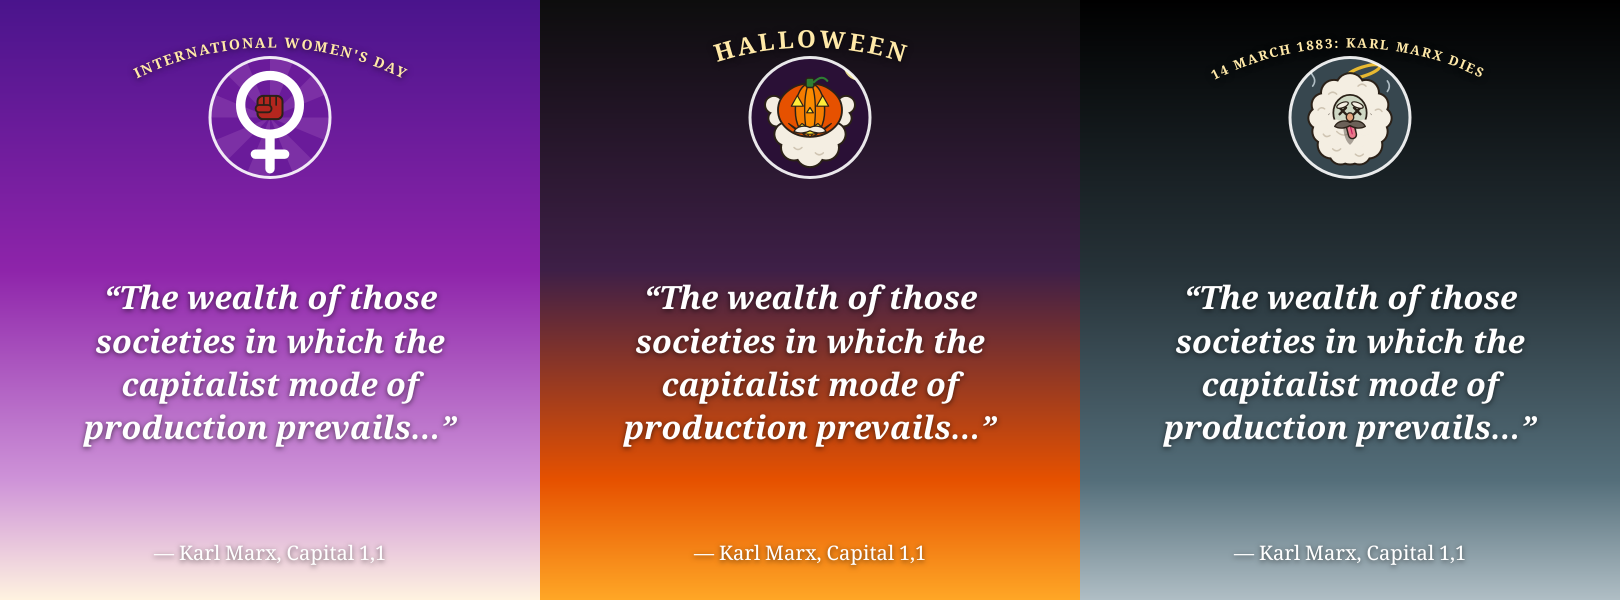 INTERNATIONAL WOMEN'S DAY
“The wealth of those
societies in which the
capitalist mode of
production prevails...”
— Karl Marx, Capital 1,1
HALLOWEEN
“The wealth of those
societies in which the
capitalist mode of
production prevails...”
— Karl Marx, Capital 1,1
14 MARCH 1883: KARL MARX DIES
“The wealth of those
societies in which the
capitalist mode of
production prevails...”
— Karl Marx, Capital 1,1